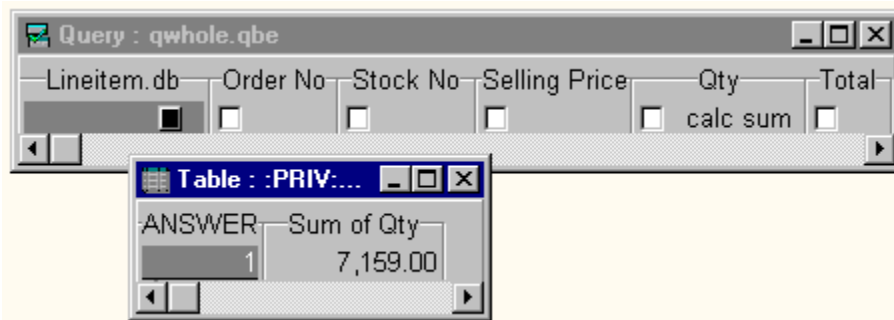 Query : qwhole.qbe
Lineitem.db Order No Stock No Selling Price Qty Total
calc sum
Table : :PRIV:...
ANSWER Sum of Qty
1 7,159.00